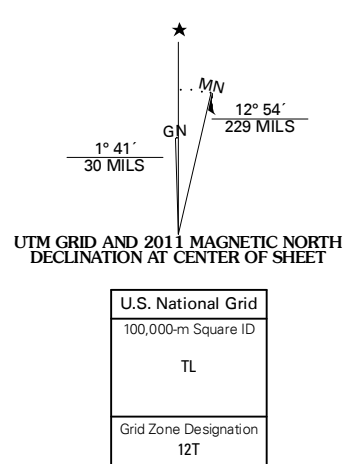 ★
MN
GN
12° 54´
229 MILS
1° 41´
30 MILS
UTM GRID AND 2011 MAGNETIC NORTH
DECLINATION AT CENTER OF SHEET
U.S. National Grid
100,000-m Square ID
TL
Grid Zone Designation
12T